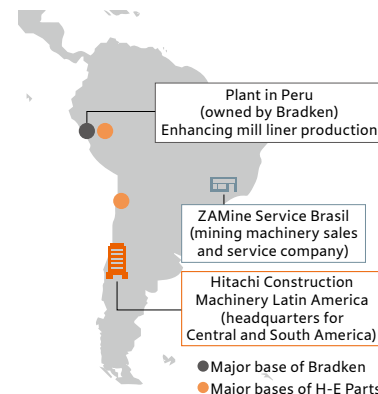 Plant in Peru
(owned by Bradken)
Enhancing mill liner production
ZAMine Service Brasil
(mining machinery sales
and service company)
Hitachi Construction
Machinery Latin America
(headquarters for
Central and South America)
Major base of Bradken
Major bases of H-E Parts